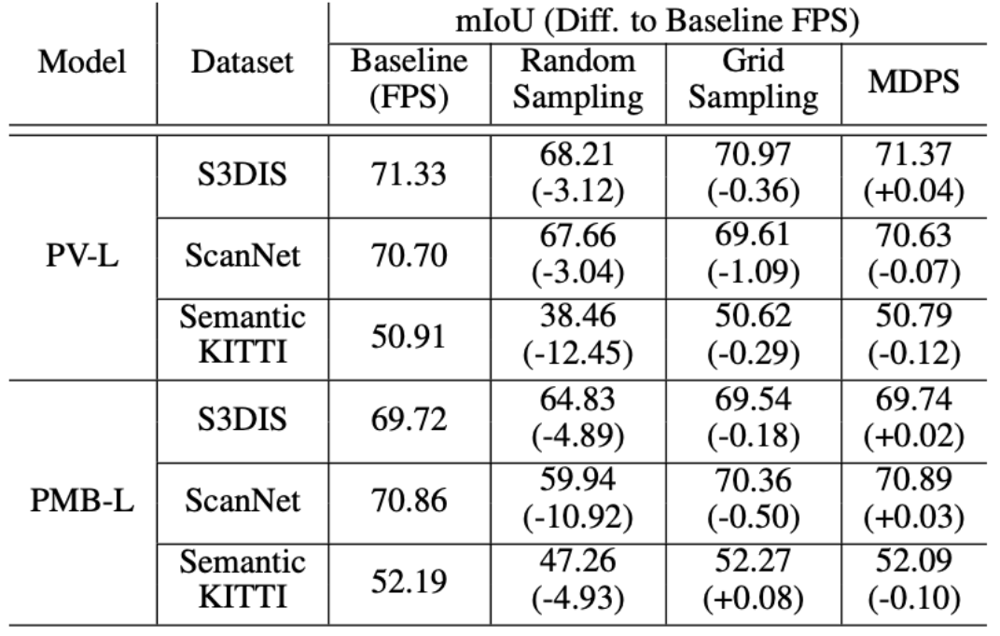 mIoU (Diff. to Baseline FPS)
Model Dataset Baseline (FPS) Random Sampling Grid Sampling MDPS
PV-L S3DIS 71.33 68.21 (-3.12) 70.97 (-0.36) 71.37 (+0.04)
ScanNet 70.70 67.66 (-3.04) 69.61 (-1.09) 70.63 (-0.07)
Semantic KITTI 50.91 38.46 (-12.45) 50.62 (-0.29) 50.79 (-0.12)
PMB-L S3DIS 69.72 64.83 (-4.89) 69.54 (-0.18) 69.74 (+0.02)
ScanNet 70.86 59.94 (-10.92) 70.36 (-0.50) 70.89 (+0.03)
Semantic KITTI 52.19 47.26 (-4.93) 52.27 (+0.08) 52.09 (-0.10)